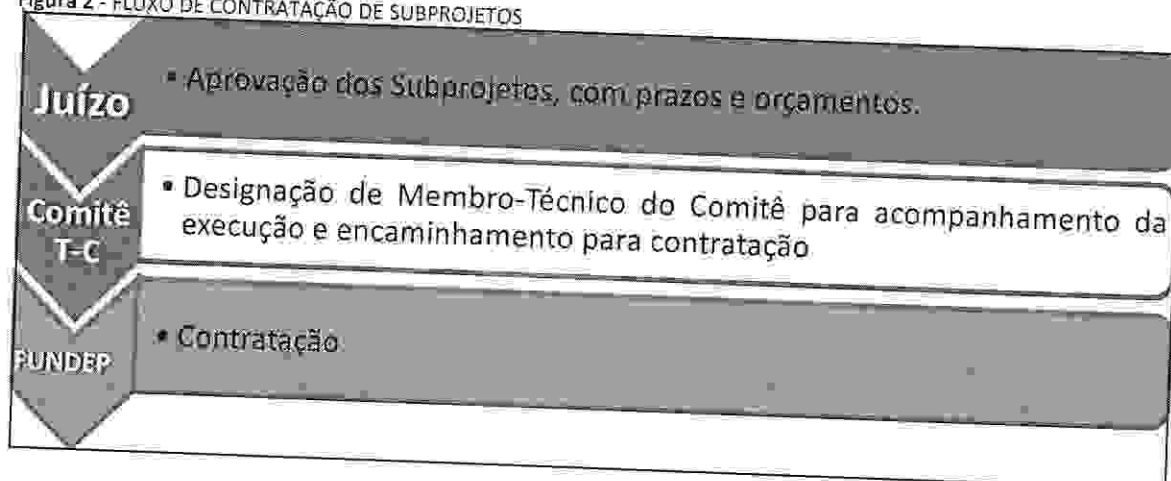 Figura 2 - FLUXO DE CONTRATAÇÃO DE SUBPROJETOS
Juízo
▪ Aprovação dos Subprojetos, com prazos e orçamentos.
Comitê
T-C
▪ Designação de Membro-Técnico do Comitê para acompanhamento da
execução e encaminhamento para contratação
FUNDEP
• Contratação